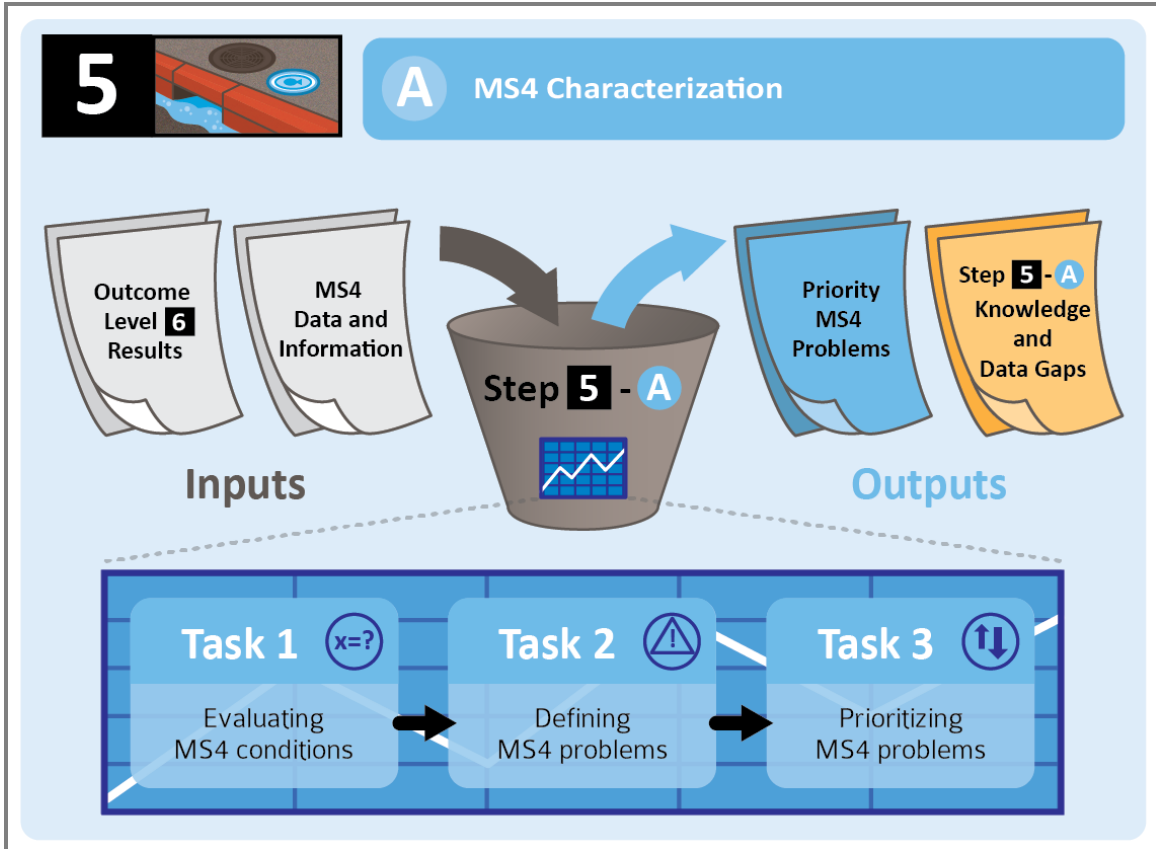 5
A MS4 Characterization
Outcome
Level 6
Results
MS4
Data and
Information
Step 5 - A
Priority
MS4
Problems
Step 5 - A
Knowledge
and
Data Gaps
Inputs
Outputs
Task 1 x=?
Evaluating
MS4 conditions
Task 2 !
Defining
MS4 problems
Task 3
Prioritizing
MS4 problems